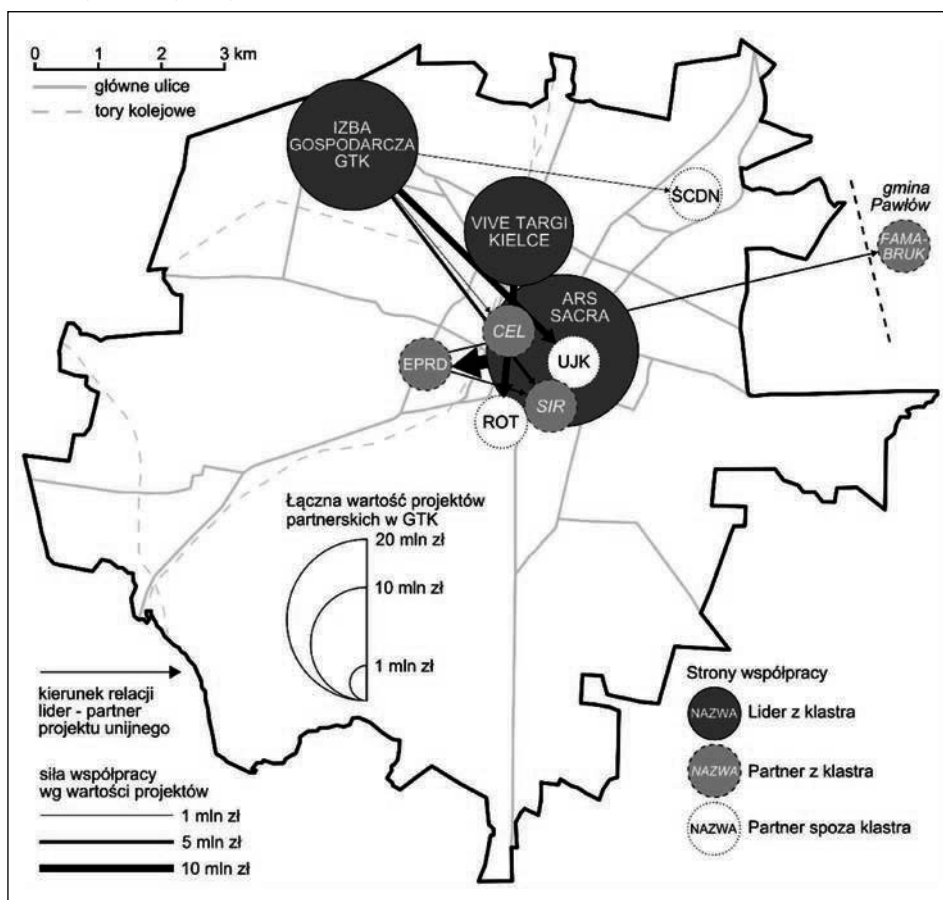 0 1 2 3 km
główne ulice
tory kolejowe
IZBA
GOSPODARCZA
GTK
ŚCDN
VIVE TARGI
KIELCE
gmina
Pawłów
FAMA-
BRUK
ARS
SACRA
CEL
EPRD
UJK
SIR
ROT
Łączna wartość projektów
partnerskich w GTK
20 mln zł
10 mln zł
1 mln zł
kierunek relacji
lider - partner
projektu unijnego
siła współpracy
wg wartości projektów
1 mln zł
5 mln zł
10 mln zł
Strony współpracy
NAZWA Lider z klastra
NAZWA Partner z klastra
NAZWA Partner spoza klastra